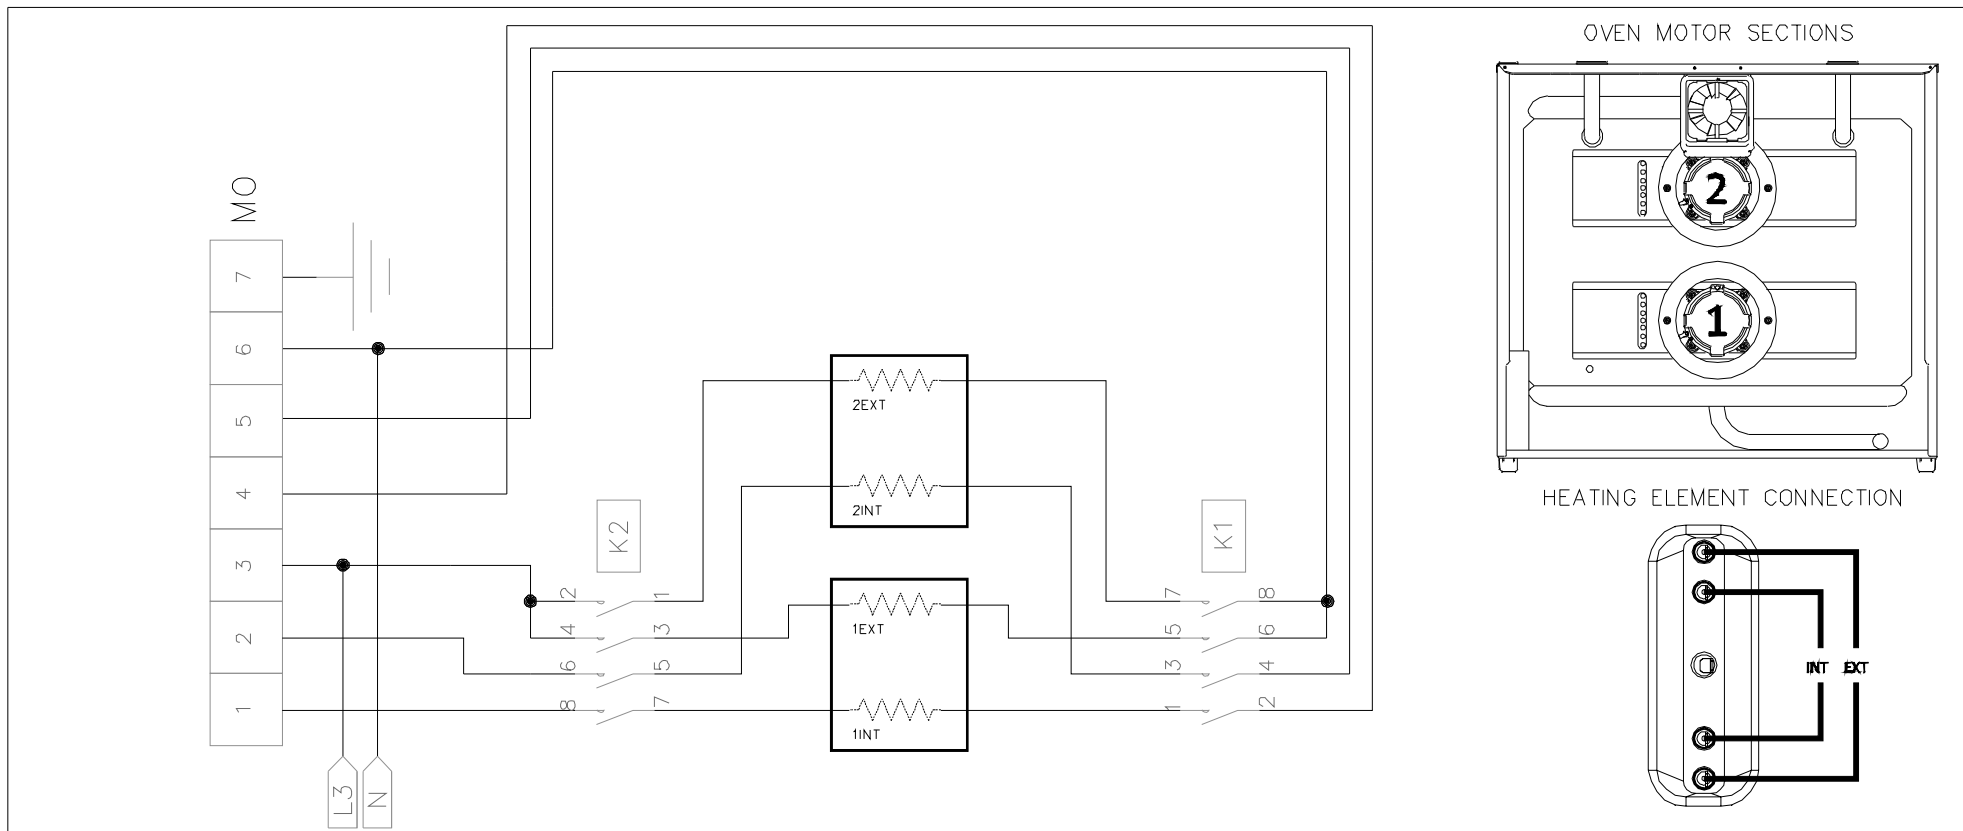 OVEN MOTOR SECTIONS
2
1
HEATING ELEMENT CONNECTION
INT EXT
MO
7
6
5
4
3
2
1
L3
N
K2
2 1
4 3
6 5
8 7
2EXT
2INT
1EXT
1INT
K1
7 8
5 6
3 4
1 2